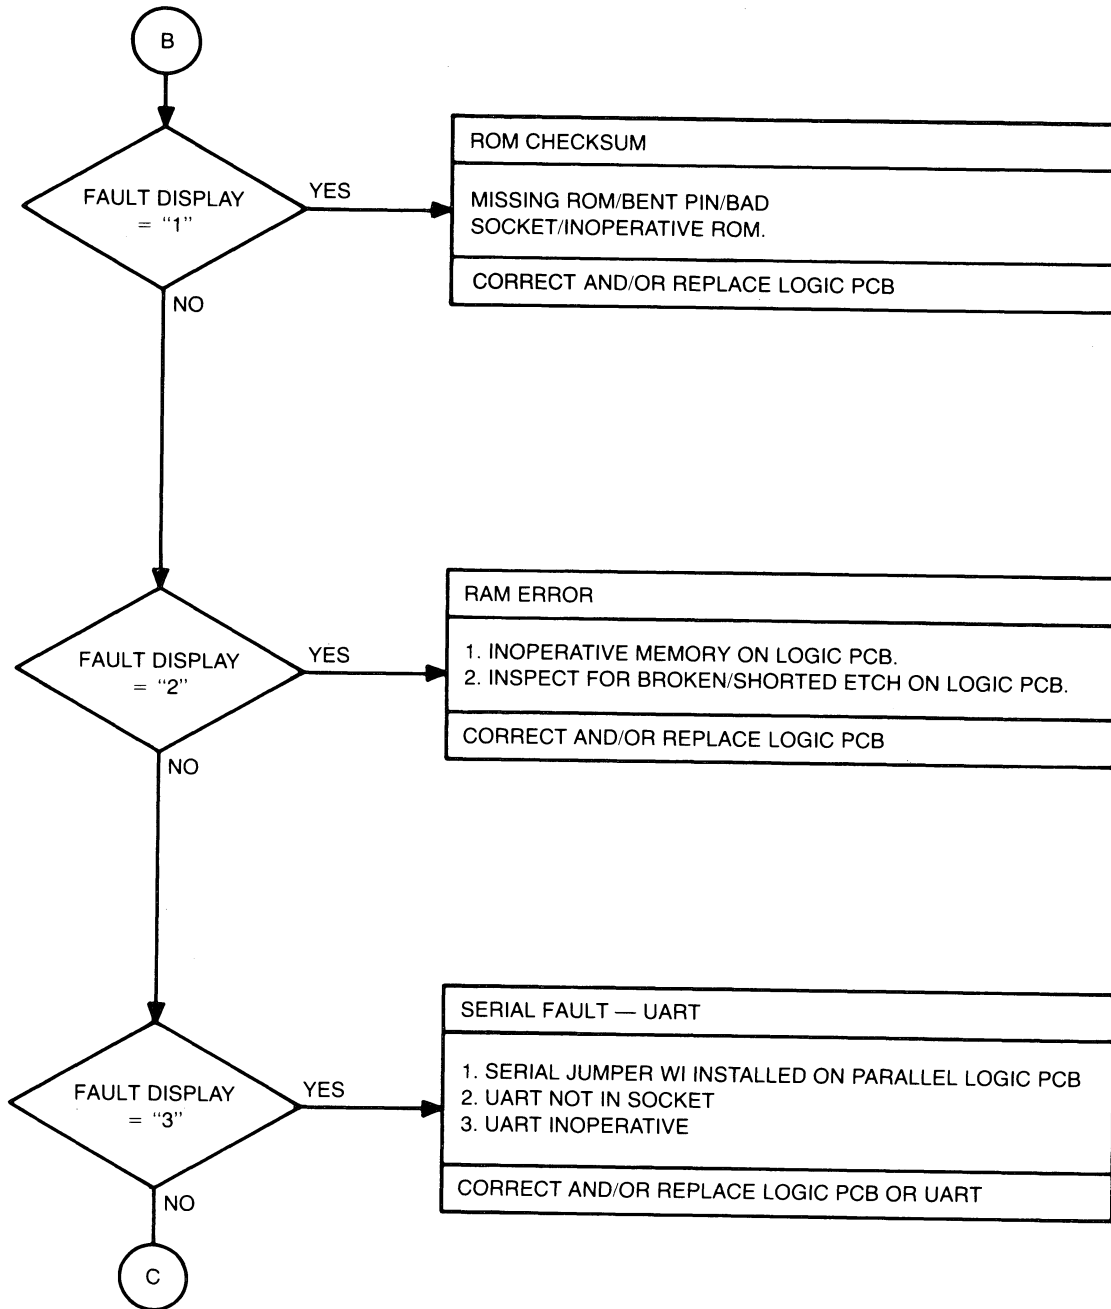 B
FAULT DISPLAY
= “1”
YES
NO
ROM CHECKSUM
MISSING ROM/BENT PIN/BAD
SOCKET/INOPERATIVE ROM.
CORRECT AND/OR REPLACE LOGIC PCB
FAULT DISPLAY
= “2”
YES
NO
RAM ERROR
1. INOPERATIVE MEMORY ON LOGIC PCB.
2. INSPECT FOR BROKEN/SHORTED ETCH ON LOGIC PCB.
CORRECT AND/OR REPLACE LOGIC PCB
FAULT DISPLAY
= “3”
YES
NO
SERIAL FAULT — UART
1. SERIAL JUMPER WI INSTALLED ON PARALLEL LOGIC PCB
2. UART NOT IN SOCKET
3. UART INOPERATIVE
CORRECT AND/OR REPLACE LOGIC PCB OR UART
C